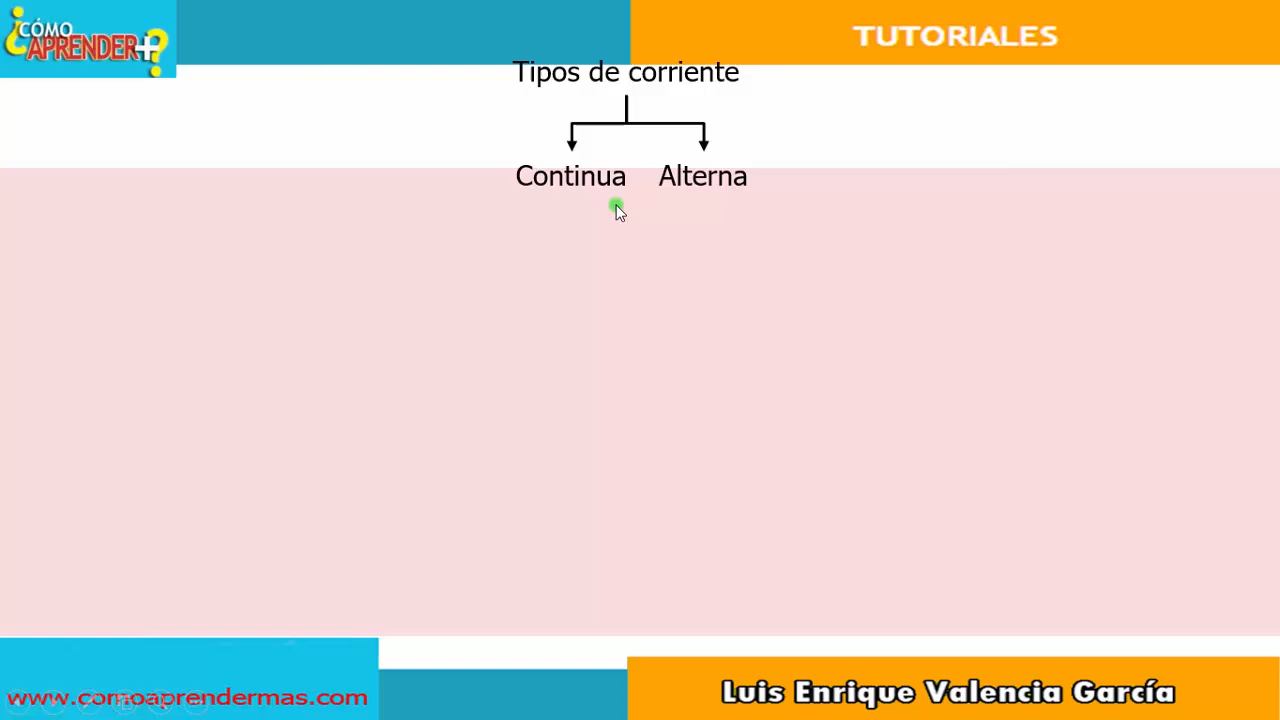 ¿CÓMO
APRENDER+?
TUTORIALES
Tipos de corriente
Continua Alterna
www.comoaprendermas.com
Luis Enrique Valencia García